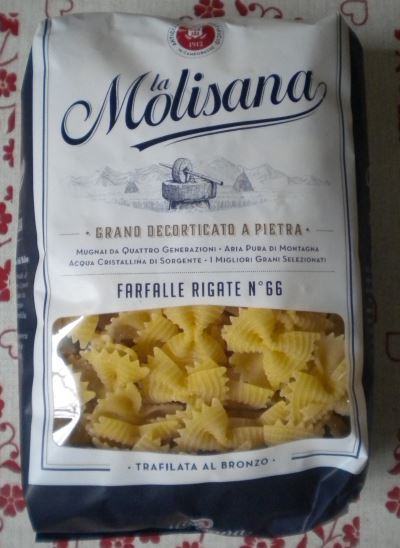 1912
la
Molisana
GRANO DECORTICATO A PIETRA
MUGNAI DA QUATTRO GENERAZIONI • ARIA PURA DI MONTAGNA
ACQUA CRISTALLINA DI SORGENTE • I MIGLIORI GRANI SELEZIONATI
FARFALLE RIGATE N°66
• TRAFILATA AL BRONZO •